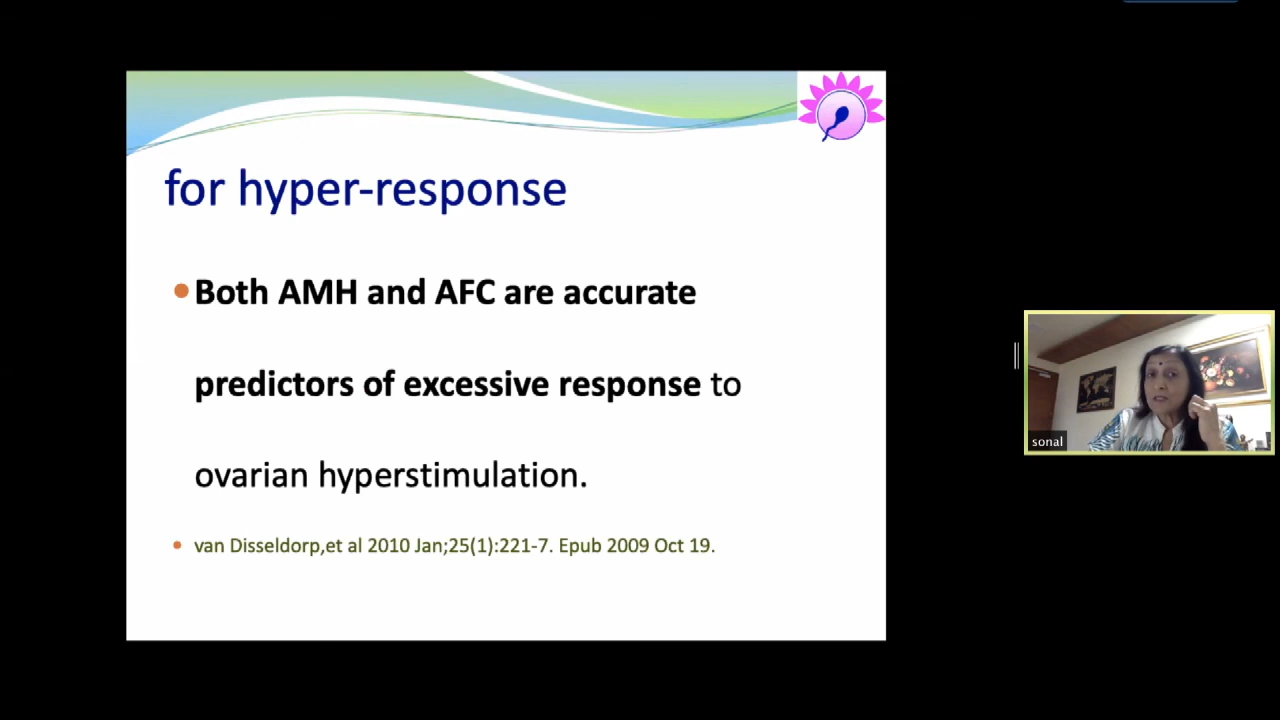 for hyper-response
Both AMH and AFC are accurate
predictors of excessive response to
ovarian hyperstimulation.
van Disseldorp,et al 2010 Jan;25(1):221-7. Epub 2009 Oct 19.
sonal